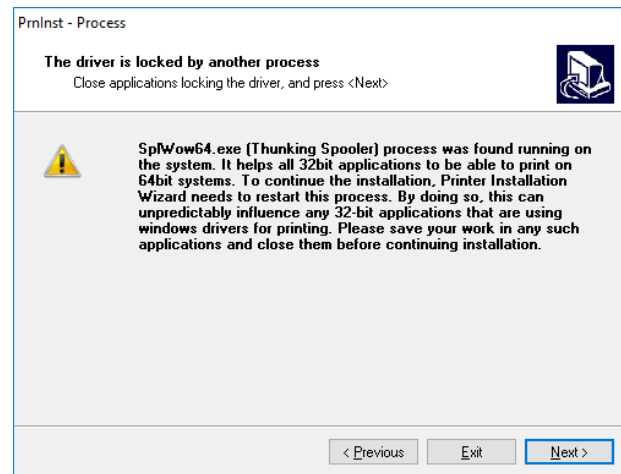 PrnInst - Process
The driver is locked by another process
Close applications locking the driver, and press <Next>
SplWow64.exe (Thunking Spooler) process was found running on
the system. It helps all 32bit applications to be able to print on
64bit systems. To continue the installation, Printer Installation
Wizard needs to restart this process. By doing so, this can
unpredictably influence any 32-bit applications that are using
windows drivers for printing. Please save your work in any such
applications and close them before continuing installation.
< Previous
Exit
Next >